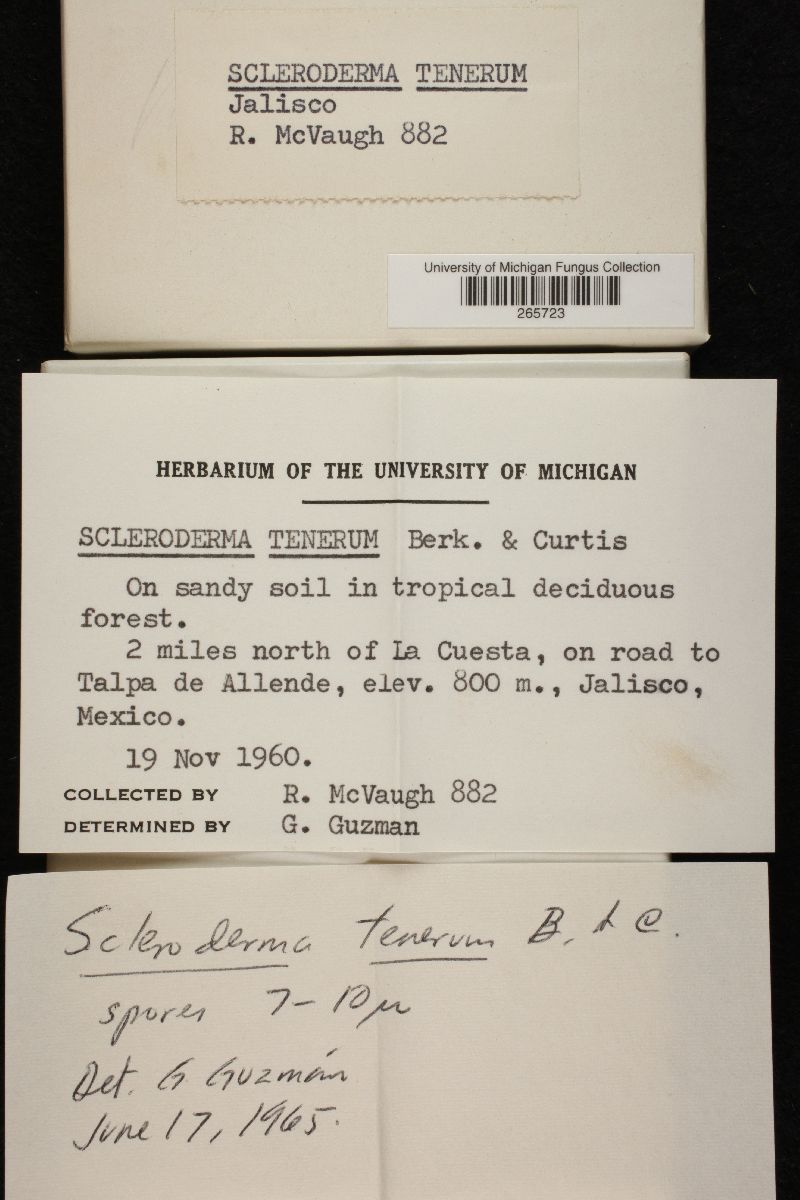 SCLERODERMA TENERUM
Jalisco
R. McVaugh 882
University of Michigan Fungus Collection
265723
HERBARIUM OF THE UNIVERSITY OF MICHIGAN
SCLERODERMA TENERUM Berk. & Curtis
On sandy soil in tropical deciduous
forest.
2 miles north of La Cuesta, on road to
Talpa de Allende, elev. 800 m., Jalisco,
Mexico.
19 Nov 1960.
COLLECTED BY R. McVaugh 882
DETERMINED BY G. Guzman
Scleroderma tenerum B. & C.
spores 7-10 μ
Det. G Guzmán
June 17, 1965.